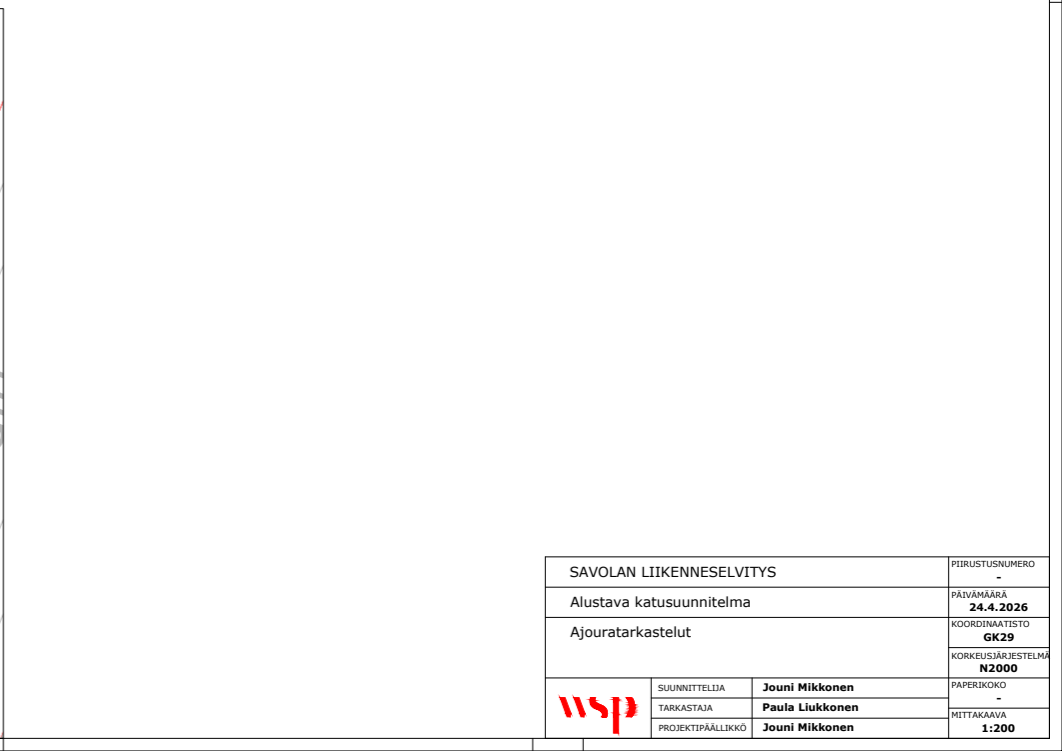 SAVOLAN LIIKENNESELVITYS
PIIRUSTUSNUMERO
-
Alustava katusuunnitelma
PÄIVÄMÄÄRÄ
24.4.2026
Ajouratarkastelut
KOORDINAATISTO
GK29
KORKEUSJÄRJESTELMÄ
N2000
wsp
SUUNNITTELIJA Jouni Mikkonen
TARKASTAJA Paula Liukkonen
PROJEKTIPÄÄLLIKKÖ Jouni Mikkonen
PAPERIKOKO
-
MITTAKAAVA
1:200